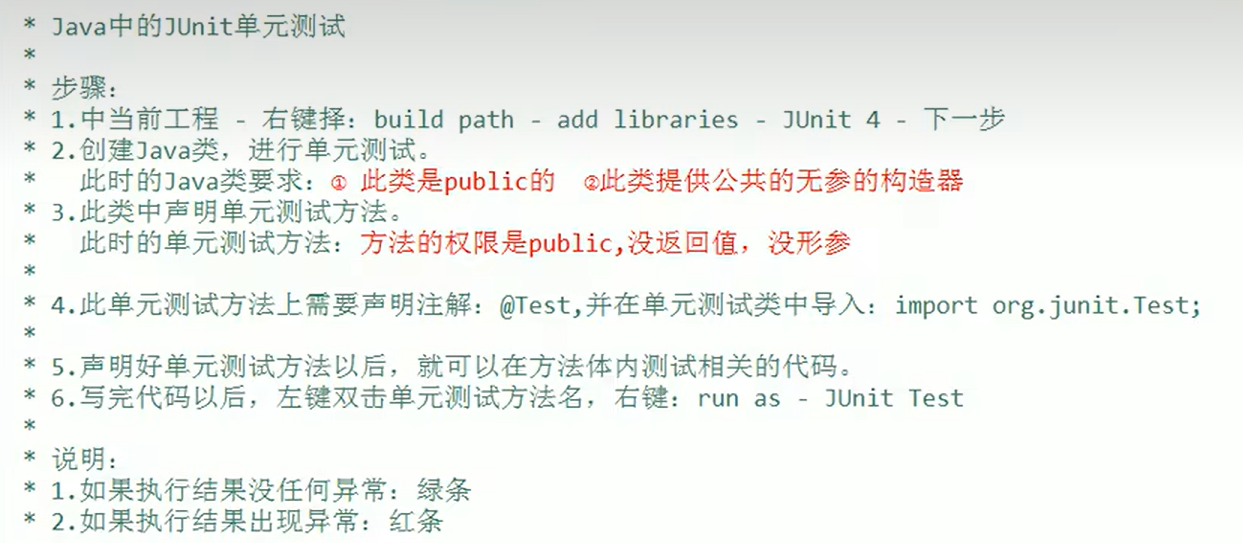 * Java中的JUnit单元测试
*
* 步骤：
* 1.中当前工程 - 右键择：build path - add libraries - JUnit 4 - 下一步
* 2.创建Java类，进行单元测试。
*   此时的Java类要求：① 此类是public的  ②此类提供公共的无参的构造器
* 3.此类中声明单元测试方法。
*   此时的单元测试方法：方法的权限是public,没返回值，没形参
*
* 4.此单元测试方法上需要声明注解：@Test,并在单元测试类中导入：import org.junit.Test;
*
* 5.声明好单元测试方法以后，就可以在方法体内测试相关的代码。
* 6.写完代码以后，左键双击单元测试方法名，右键：run as - JUnit Test
*
* 说明：
* 1.如果执行结果没任何异常：绿条
* 2.如果执行结果出现异常：红条